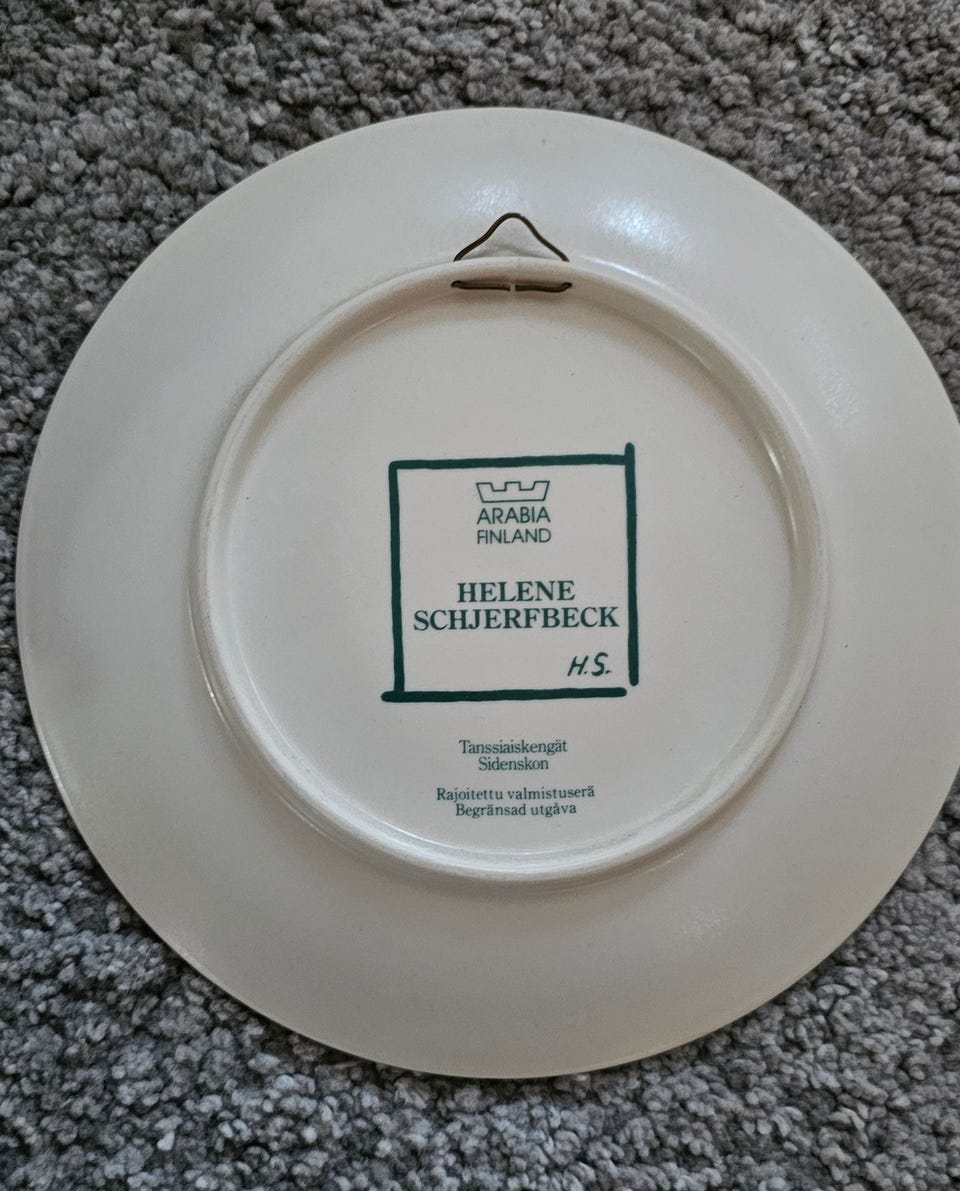 ARABIA
FINLAND
HELENE
SCHJERFBECK
H.S.
Tanssiaiskengät
Sidenskon
Rajoitettu valmistuserä
Begränsad utgåva